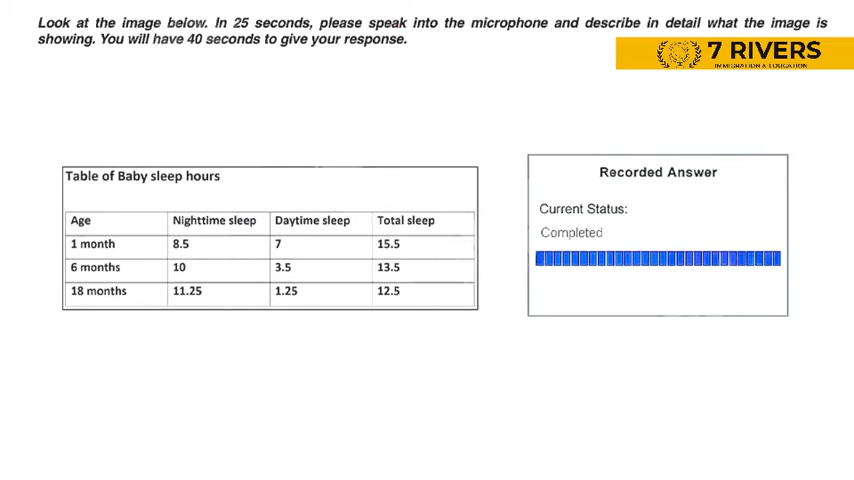 Look at the image below. In 25 seconds, please speak into the microphone and describe in detail what the image is
showing. You will have 40 seconds to give your response.
7 RIVERS
IMMIGRATION & EDUCATION
Table of Baby sleep hours
Age Nighttime sleep Daytime sleep Total sleep
1 month 8.5 7 15.5
6 months 10 3.5 13.5
18 months 11.25 1.25 12.5
Recorded Answer
Current Status:
Completed